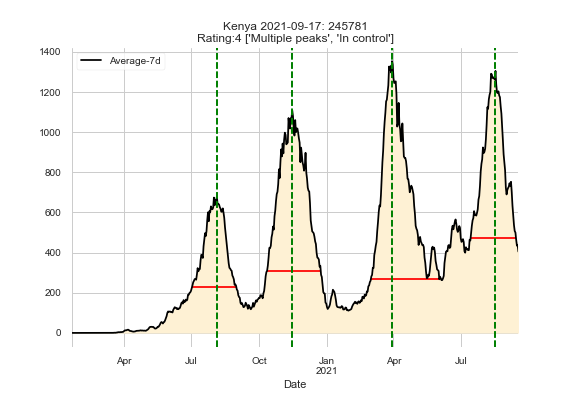 Kenya 2021-09-17: 245781
Rating:4 ['Multiple peaks', 'In control']
1400
1200
1000
800
600
400
200
0
Average-7d
Apr
Jul
Oct
Jan
2021
Apr
Jul
Date